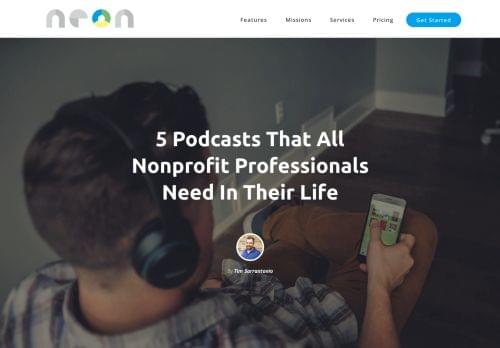 neon
Features Missions Services Pricing Get Started
5 Podcasts That All
Nonprofit Professionals
Need In Their Life
By Tim Sarrantonio